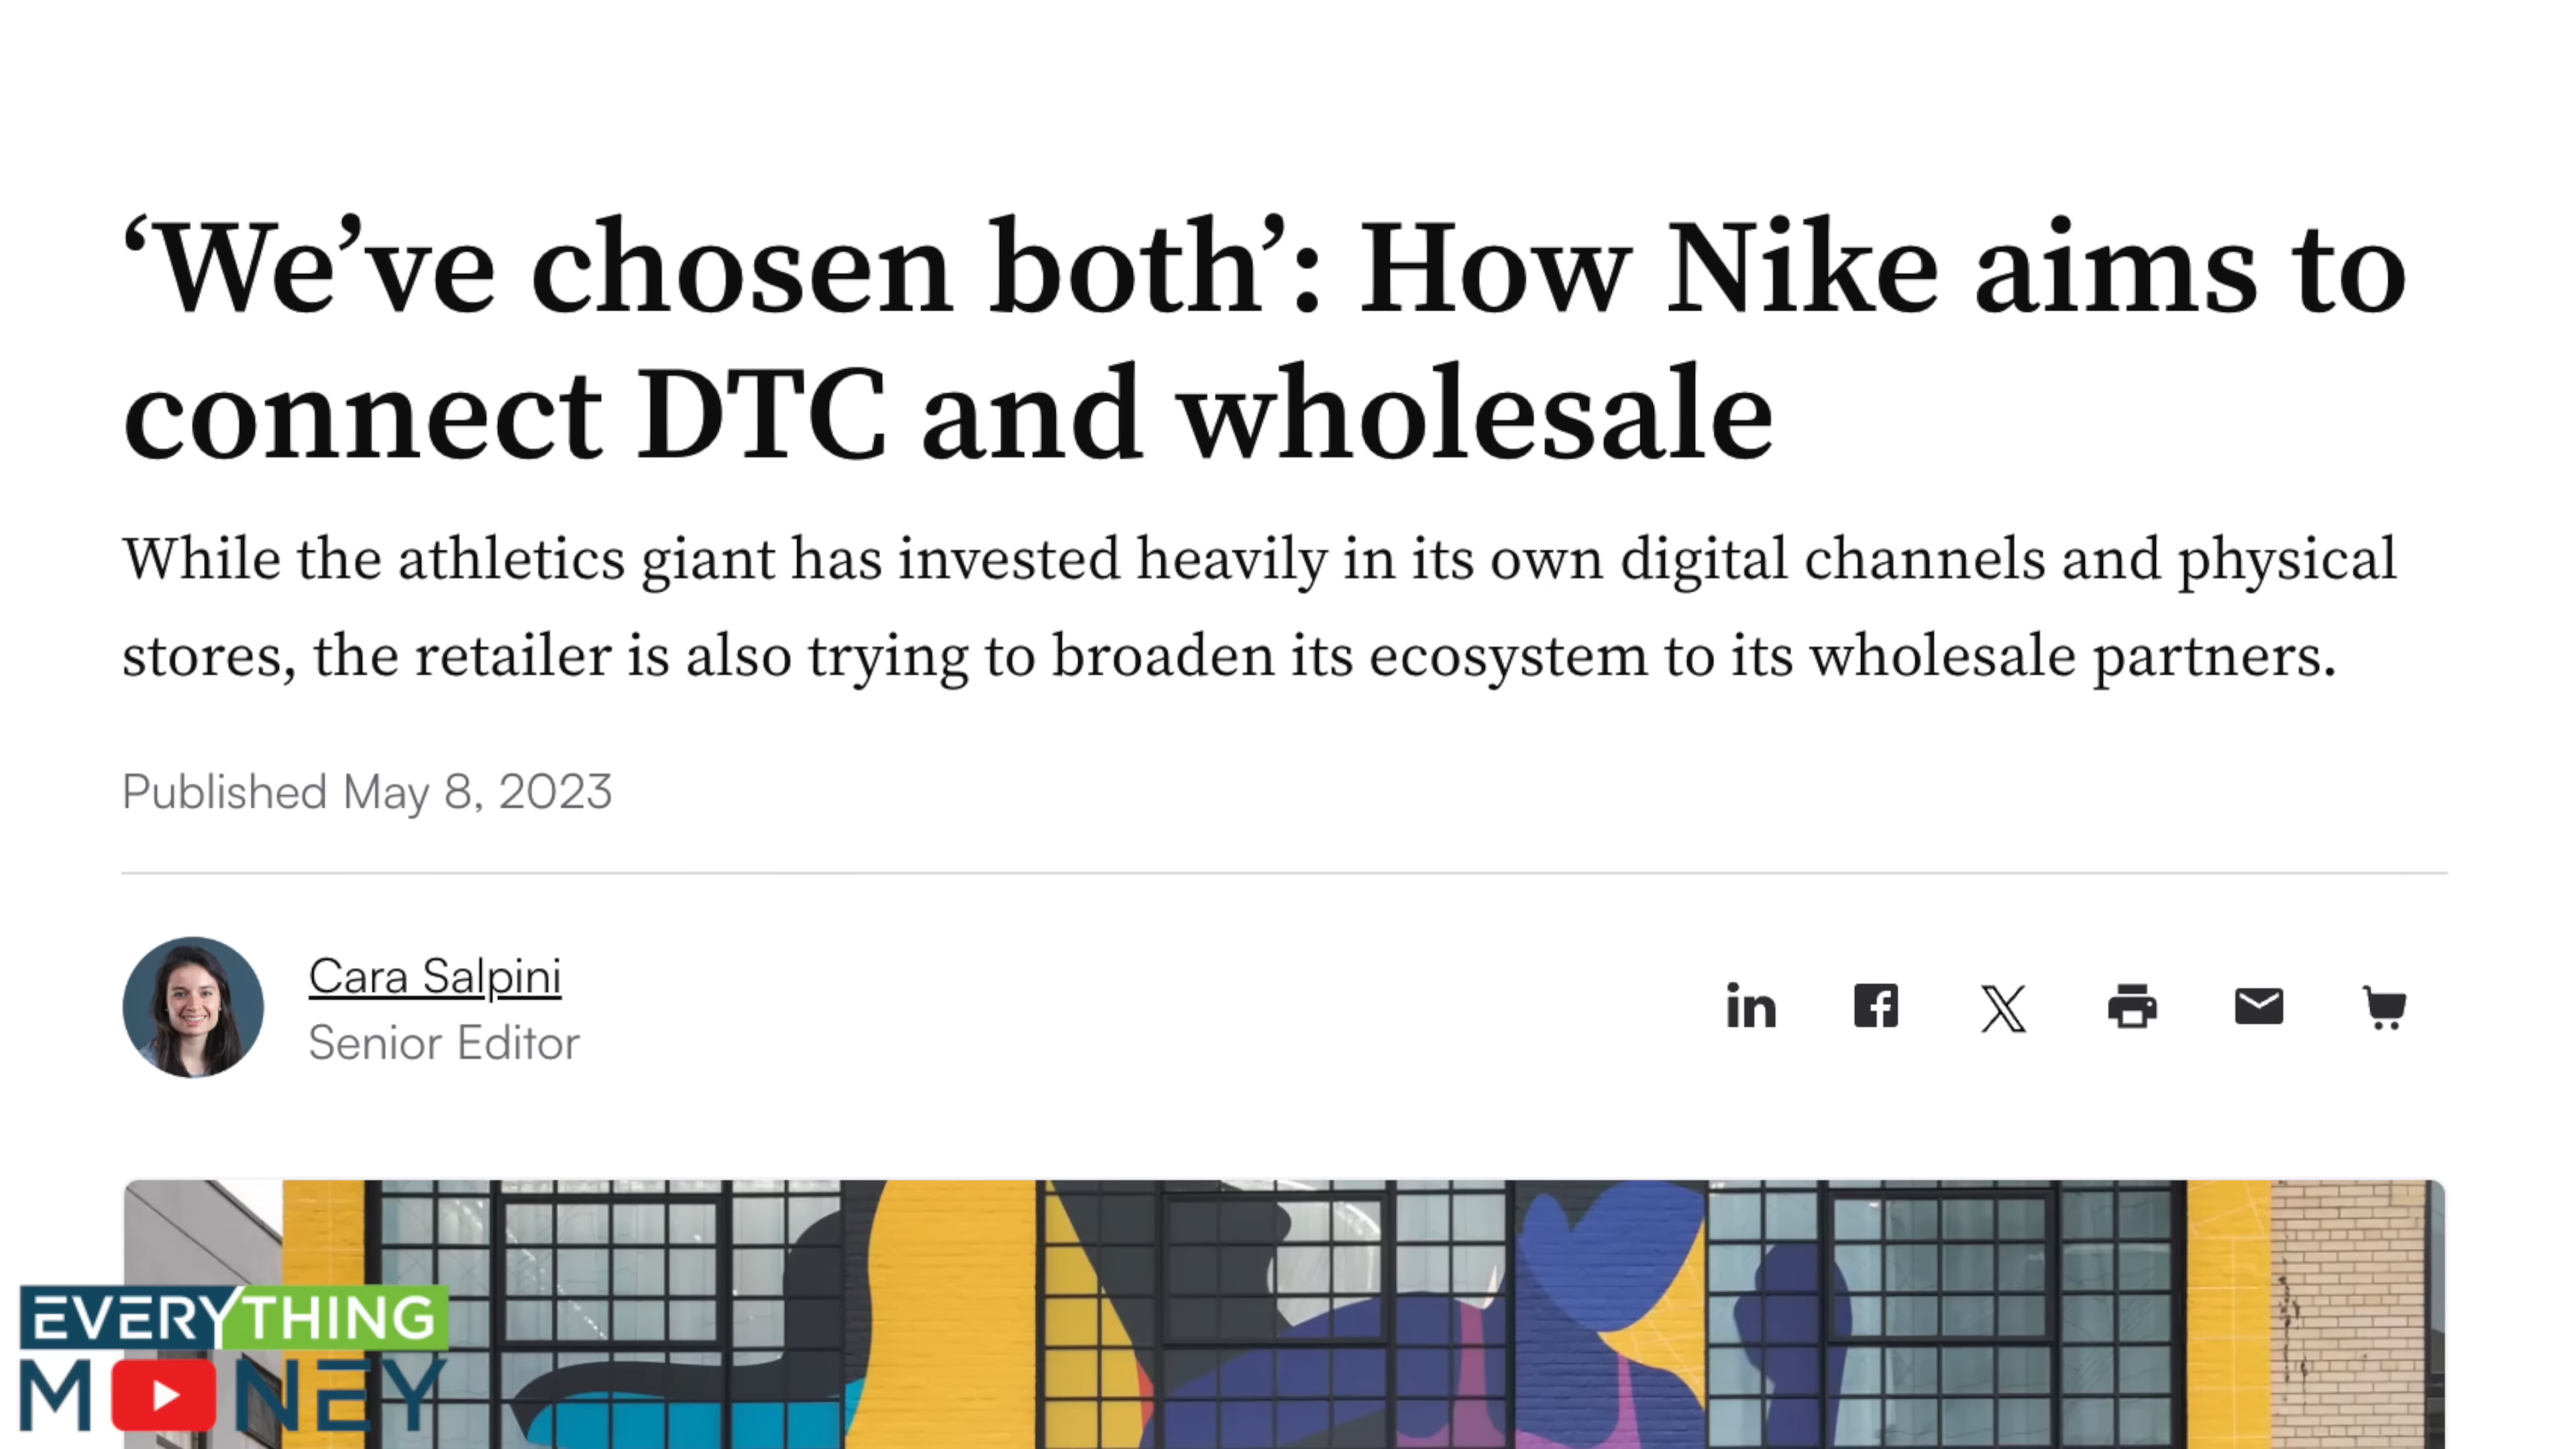 ‘We’ve chosen both’: How Nike aims to
connect DTC and wholesale
While the athletics giant has invested heavily in its own digital channels and physical
stores, the retailer is also trying to broaden its ecosystem to its wholesale partners.
Published May 8, 2023
Cara Salpini
Senior Editor
EVERYTHING
MONEY